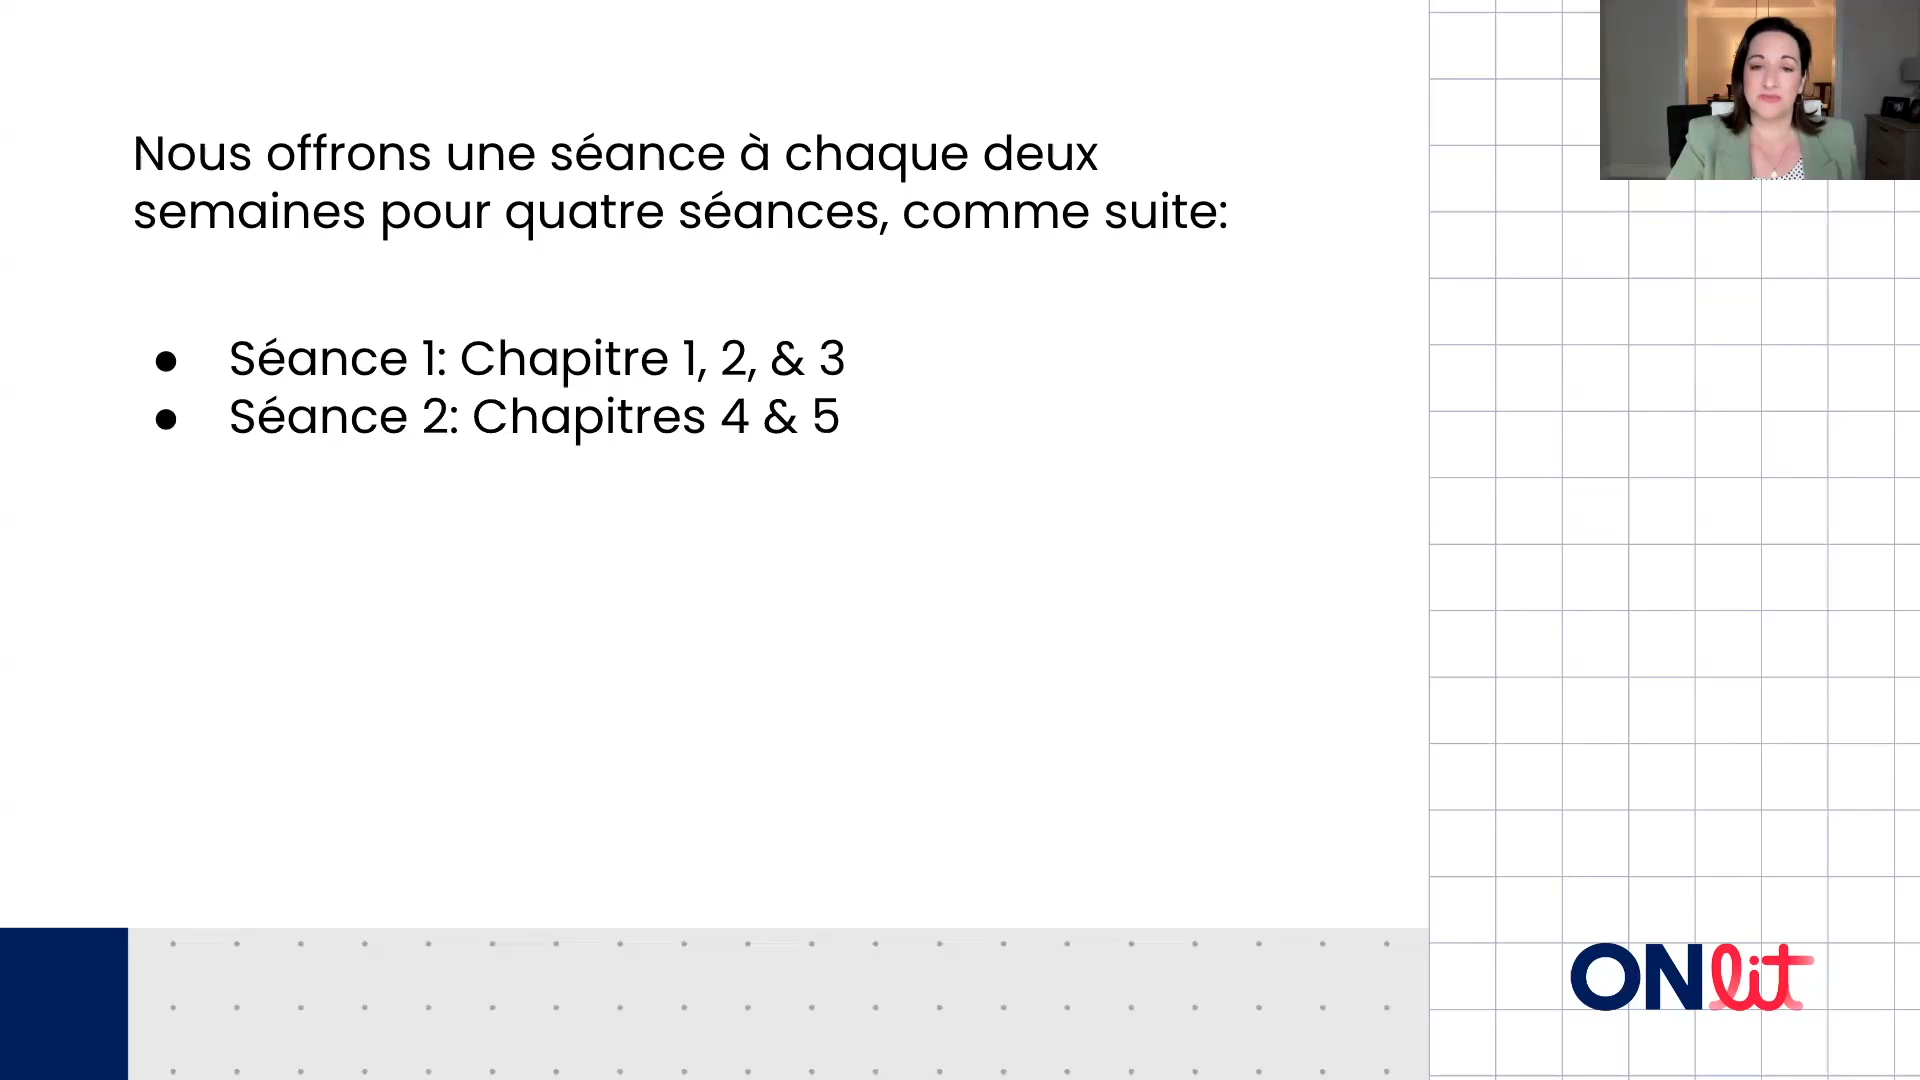 Nous offrons une séance à chaque deux
semaines pour quatre séances, comme suite:
● Séance 1: Chapitre 1, 2, & 3
● Séance 2: Chapitres 4 & 5
ONlit